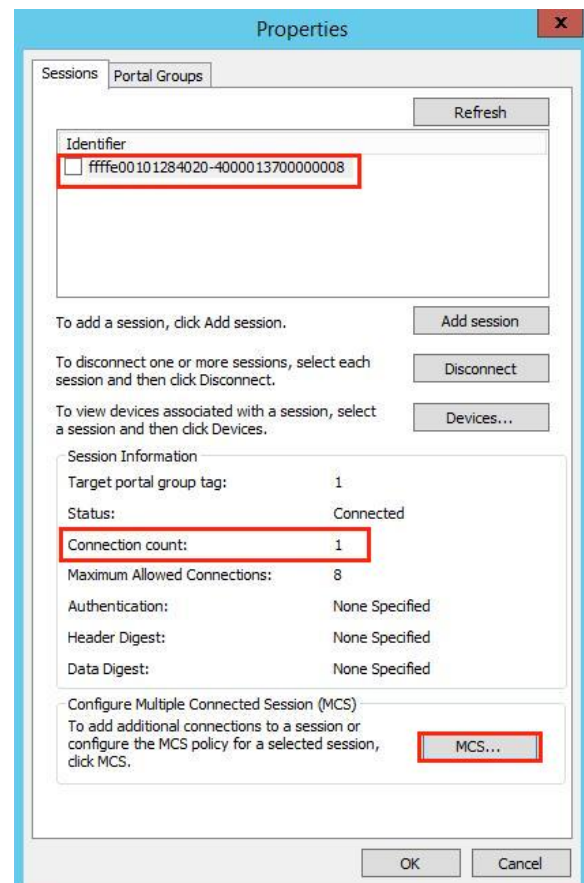 Properties
x
Sessions
Portal Groups
Refresh
Identifier
ffffe00101284020-4000013700000008
To add a session, click Add session.
Add session
To disconnect one or more sessions, select each
session and then click Disconnect.
Disconnect
To view devices associated with a session, select
a session and then click Devices.
Devices...
Session Information
Target portal group tag: 1
Status: Connected
Connection count: 1
Maximum Allowed Connections: 8
Authentication: None Specified
Header Digest: None Specified
Data Digest: None Specified
Configure Multiple Connected Session (MCS)
To add additional connections to a session or
configure the MCS policy for a selected session,
click MCS.
MCS...
OK
Cancel